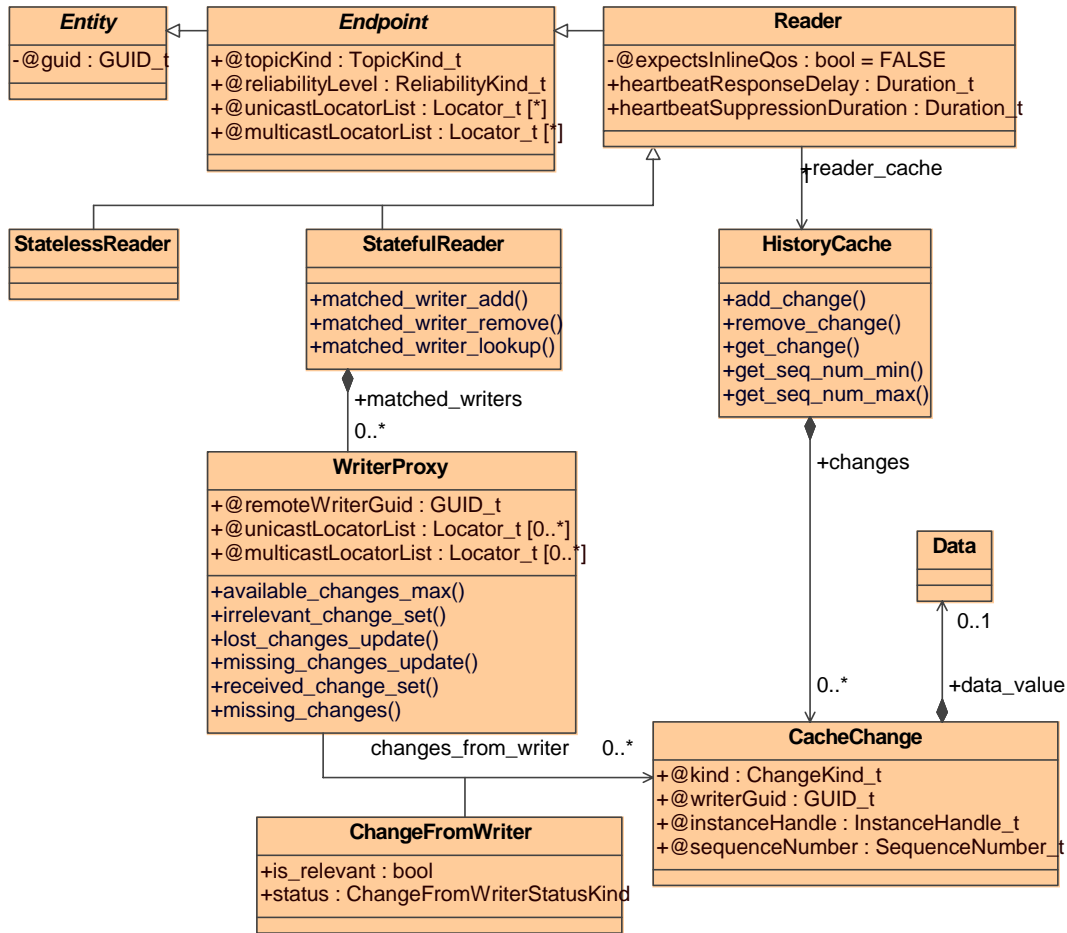 Entity
-@guid : GUID_t
Endpoint
+@topicKind : TopicKind_t
+@reliabilityLevel : ReliabilityKind_t
+@unicastLocatorList : Locator_t [*]
+@multicastLocatorList : Locator_t [*]
Reader
-@expectsInlineQos : bool = FALSE
+heartbeatResponseDelay : Duration_t
+heartbeatSuppressionDuration : Duration_t
+reader_cache
1
StatelessReader
StatefulReader
+matched_writer_add()
+matched_writer_remove()
+matched_writer_lookup()
HistoryCache
+add_change()
+remove_change()
+get_change()
+get_seq_num_min()
+get_seq_num_max()
+matched_writers
0..*
+changes
WriterProxy
+@remoteWriterGuid : GUID_t
+@unicastLocatorList : Locator_t [0..*]
+@multicastLocatorList : Locator_t [0..*]
+available_changes_max()
+irrelevant_change_set()
+lost_changes_update()
+missing_changes_update()
+received_change_set()
+missing_changes()
Data
0..1
0..*
+data_value
changes_from_writer
0..*
CacheChange
+@kind : ChangeKind_t
+@writerGuid : GUID_t
+@instanceHandle : InstanceHandle_t
+@sequenceNumber : SequenceNumber_t
ChangeFromWriter
+is_relevant : bool
+status : ChangeFromWriterStatusKind